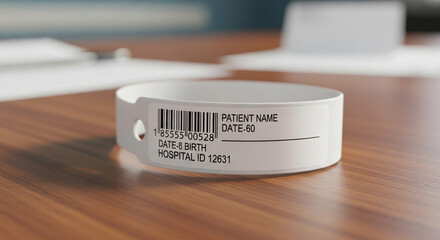 PATIENT NAME
DATE-60
1 85555 00528
DATE-8 BIRTH
HOSPITAL ID 12631